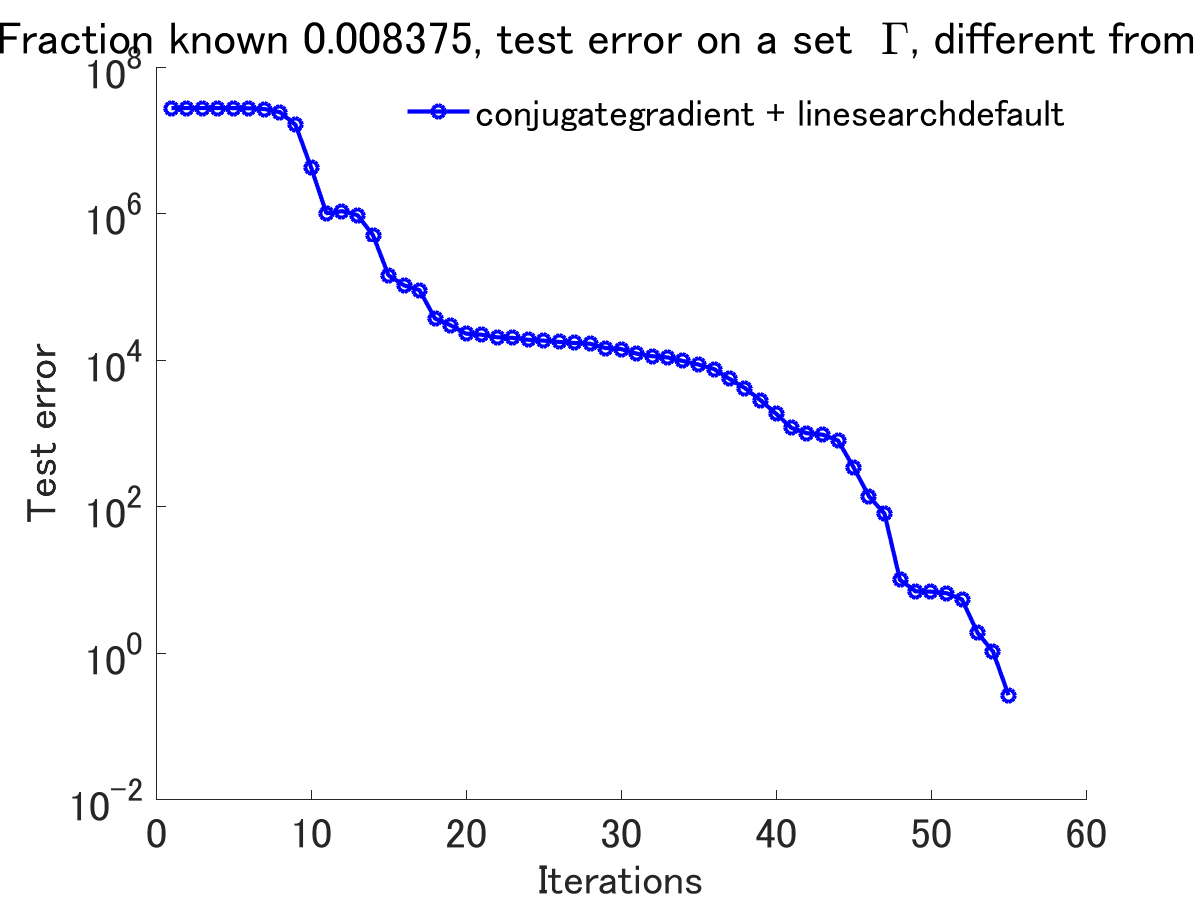 Fraction known 0.008375, test error on a set Γ, different from
10^8
conjugategradient + linesearchdefault
10^6
10^4
10^2
10^0
10^-2
Test error
0 10 20 30 40 50 60
Iterations